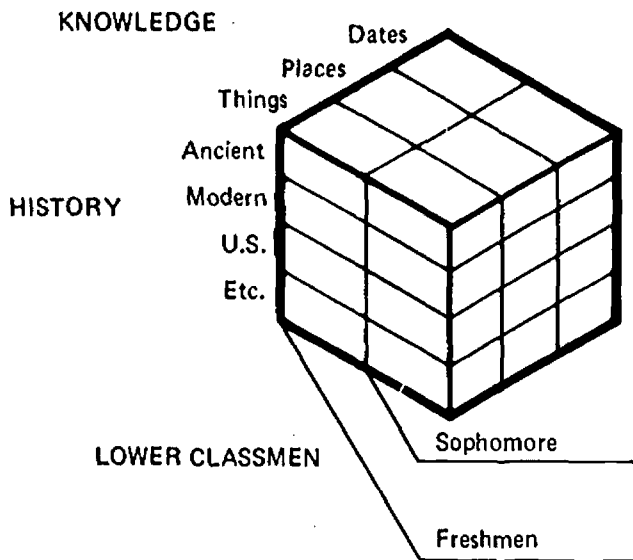 KNOWLEDGE
Dates
Places
Things
Ancient
Modern
HISTORY
U.S.
Etc.
LOWER CLASSMEN
Sophomore
Freshmen